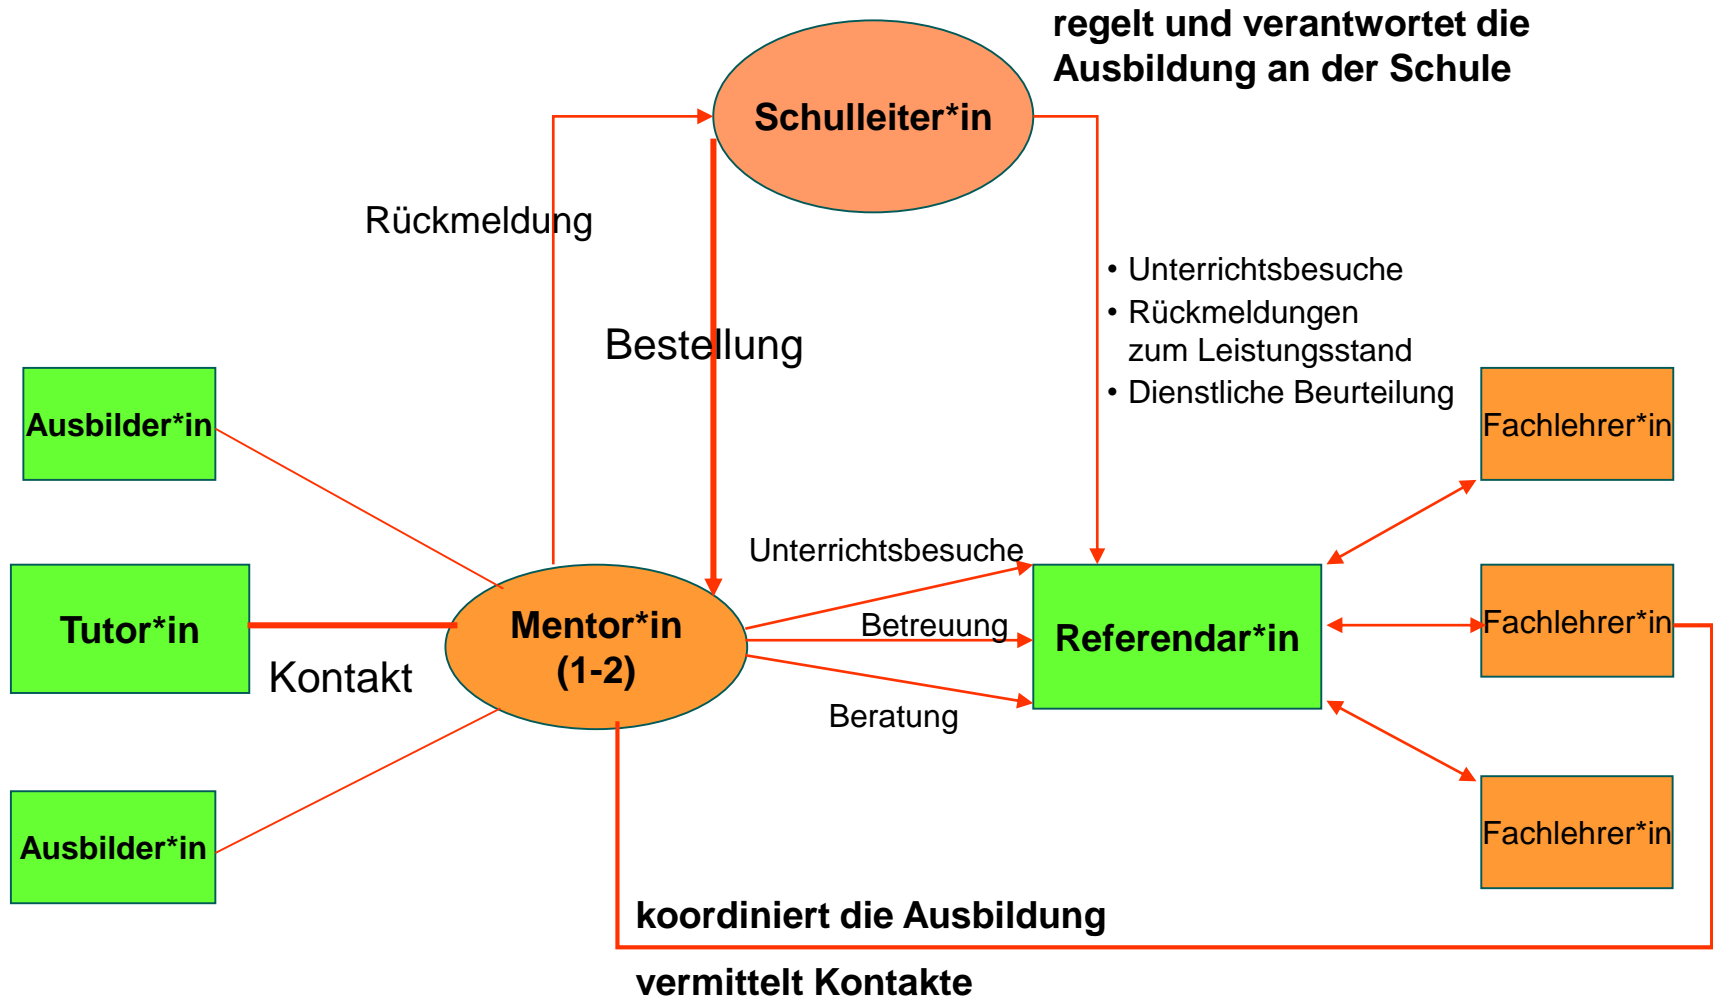 regelt und verantwortet die
Ausbildung an der Schule
Schulleiter*in
Rückmeldung
• Unterrichtsbesuche
• Rückmeldungen
zum Leistungsstand
• Dienstliche Beurteilung
Bestellung
Ausbilder*in
Fachlehrer*in
Unterrichtsbesuche
Tutor*in
Mentor*in
(1-2)
Betreuung
Referendar*in
Fachlehrer*in
Kontakt
Beratung
Ausbilder*in
Fachlehrer*in
koordiniert die Ausbildung
vermittelt Kontakte